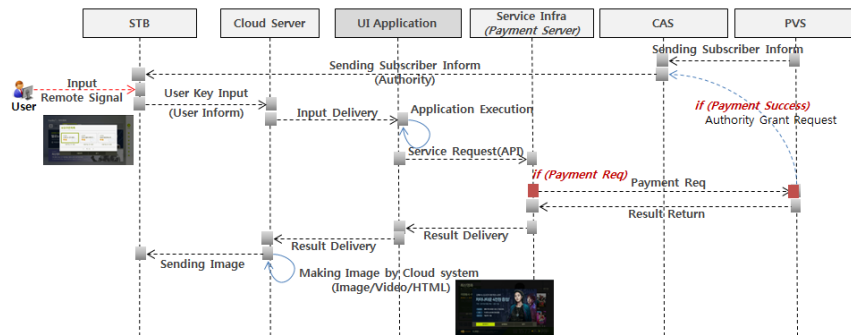 STB
Cloud Server
UI Application
Service Infra
(Payment Server)
CAS
PVS
Sending Subscriber Inform
Sending Subscriber Inform
(Authority)
Input
Remote Signal
User
User Key Input
(User Inform)
Input Delivery
Application Execution
if (Payment Success)
Authority Grant Request
Service Request(API)
if (Payment Req)
Payment Req
Result Return
Result Delivery
Result Delivery
Sending Image
Making Image by Cloud system
(Image/Video/HTML)